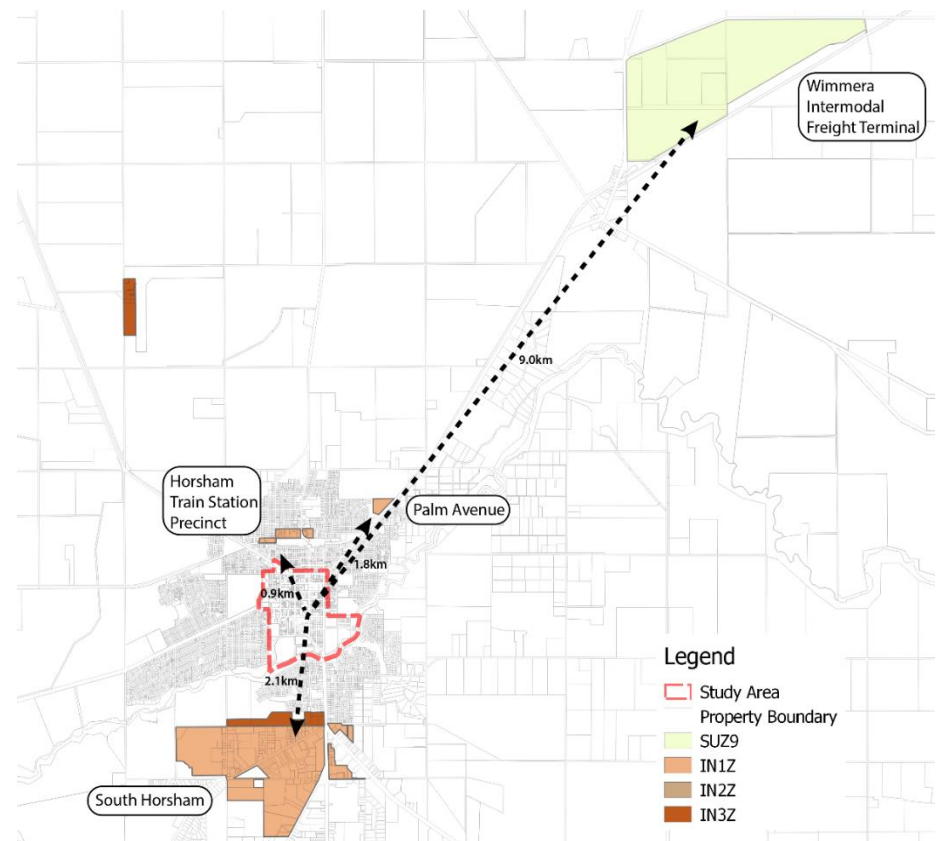 Wimmera
Intermodal
Freight Terminal
9.0km
Horsham
Train Station
Precinct
Palm Avenue
1.8km
0.9km
2.1km
South Horsham
Legend
Study Area
Property Boundary
SUZ9
IN1Z
IN2Z
IN3Z